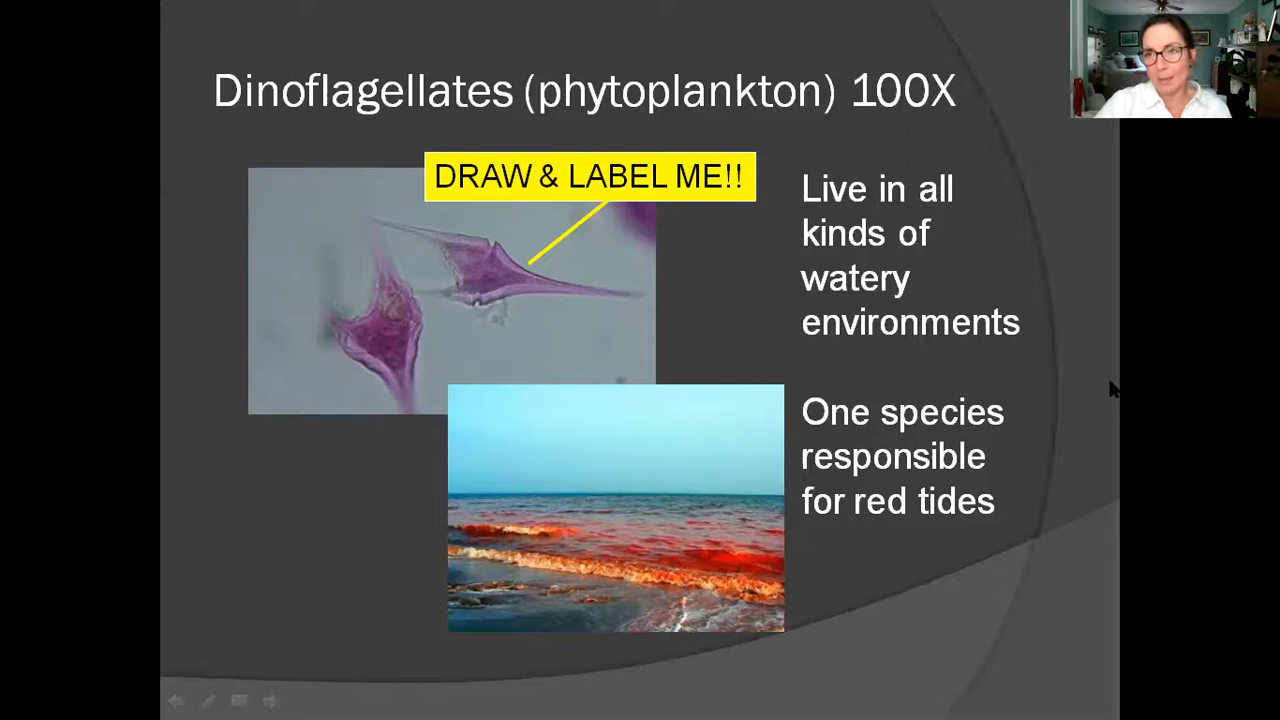 Dinoflagellates (phytoplankton) 100X
DRAW & LABEL ME!!
Live in all
kinds of
watery
environments
One species
responsible
for red tides